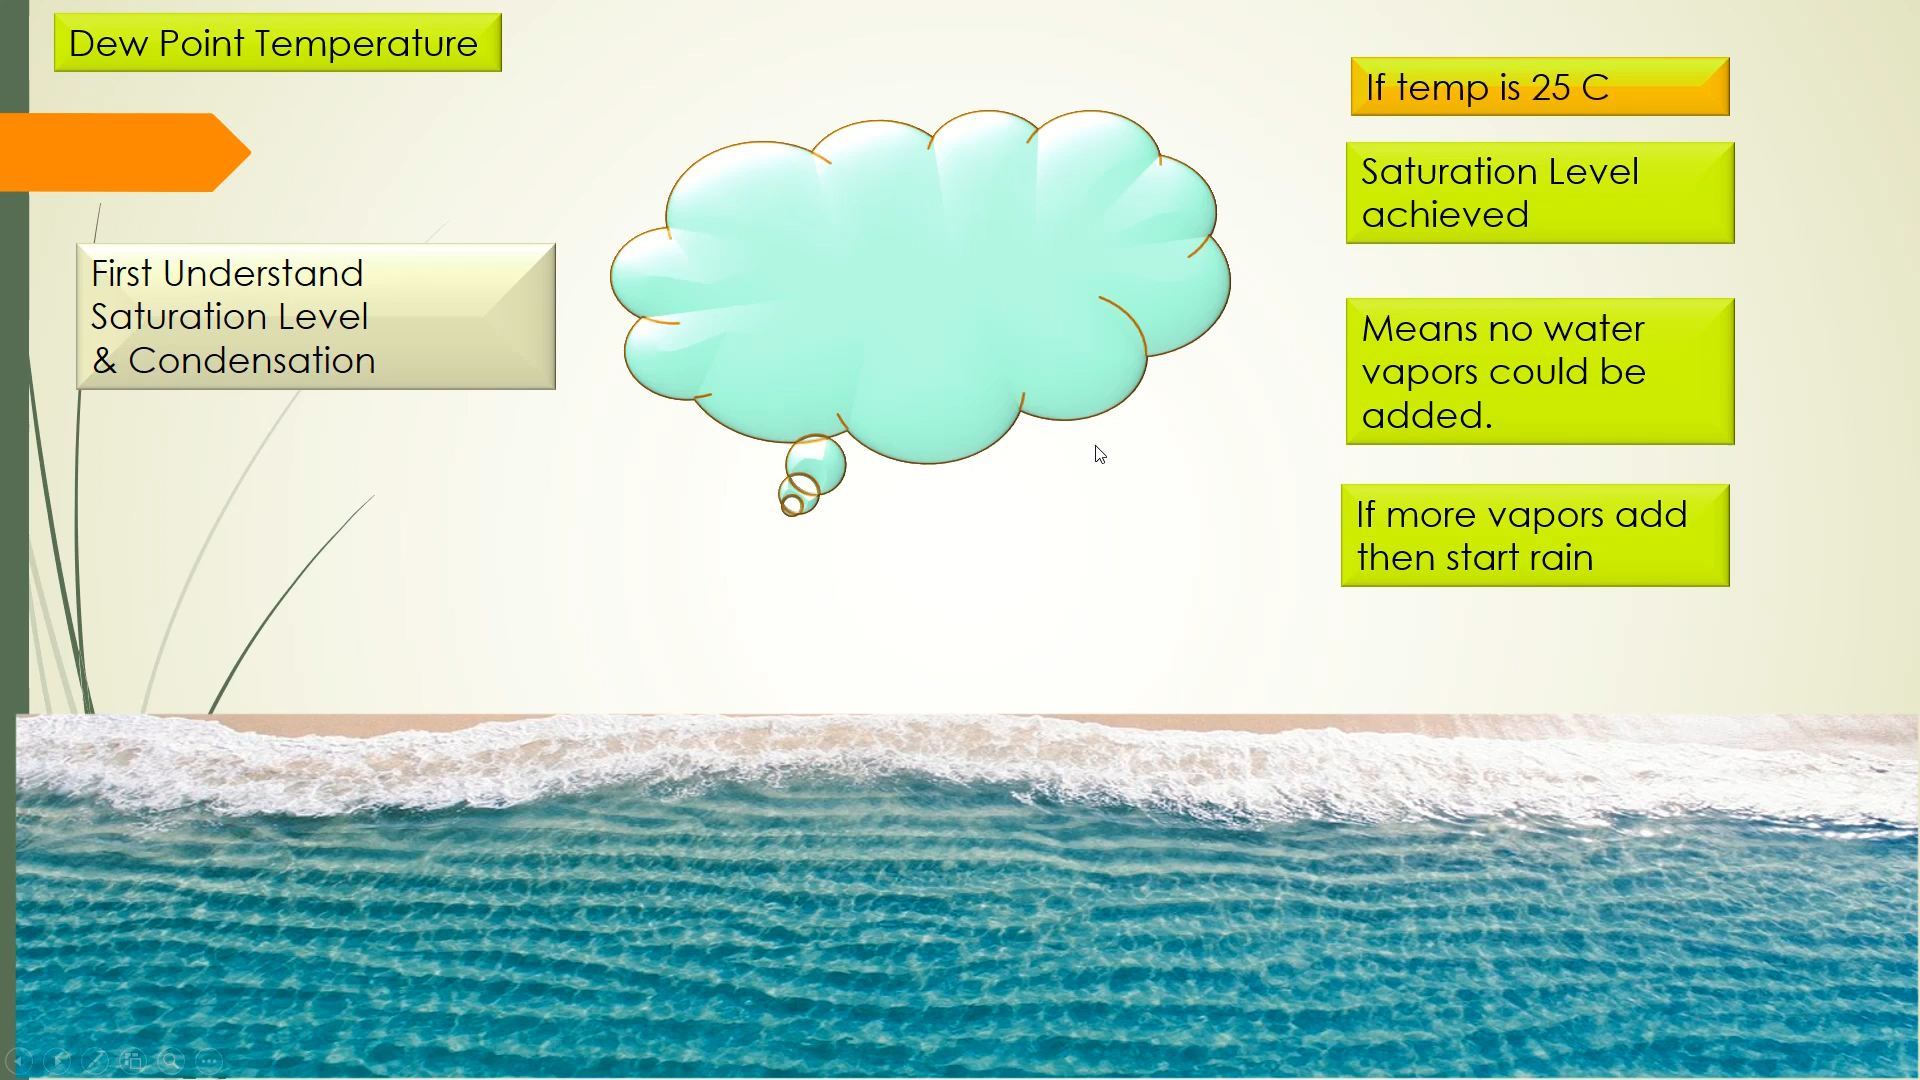 Dew Point Temperature
First Understand
Saturation Level
& Condensation
If temp is 25 C
Saturation Level
achieved
Means no water
vapors could be
added.
If more vapors add
then start rain